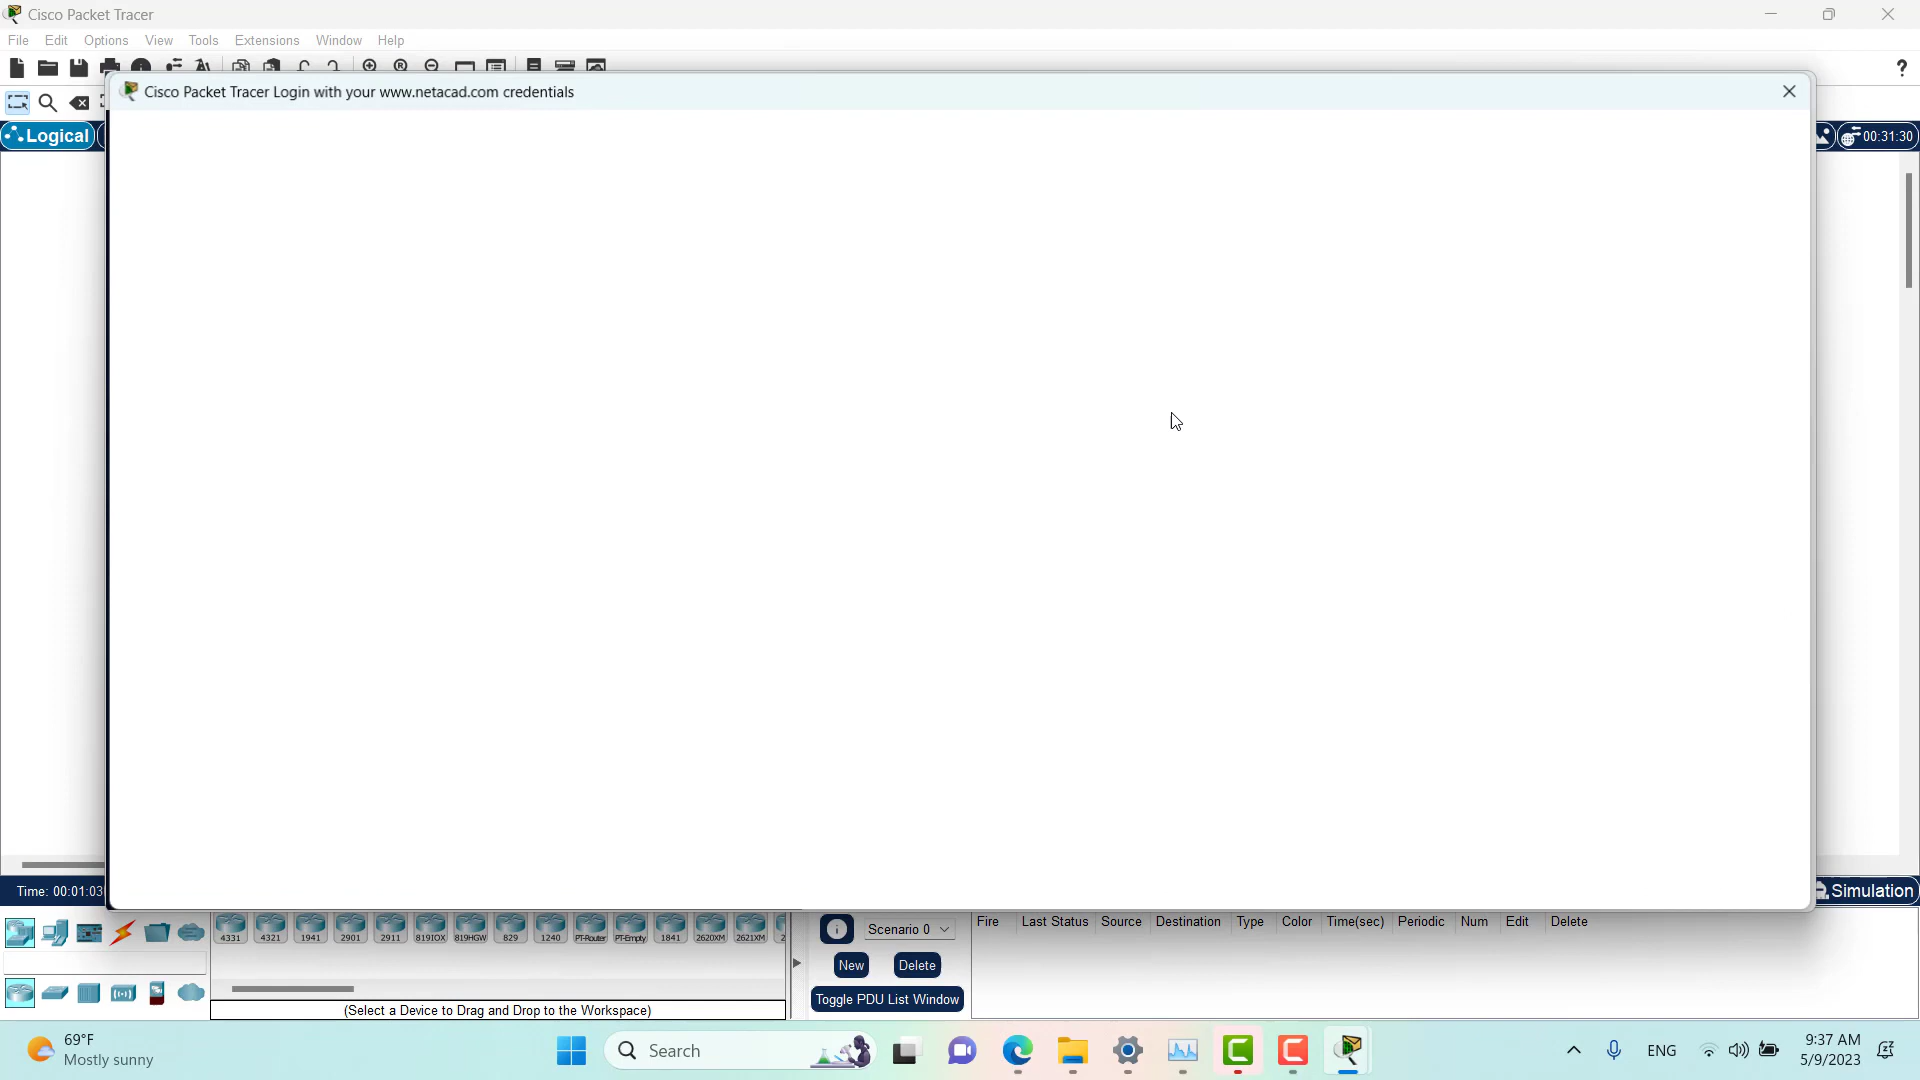 Cisco Packet Tracer
File Edit Options View Tools Extensions Window Help
?
Cisco Packet Tracer Login with your www.netacad.com credentials
Logical
00:31:30
Time: 00:01:03
Simulation
4331 4321 1941 2901 2911 819IOX 819HGW 829 1240 PT-Router PT-Empty 1841 2620XM 2621XM 2
(Select a Device to Drag and Drop to the Workspace)
Scenario 0
New Delete
Toggle PDU List Window
Fire Last Status Source Destination Type Color Time(sec) Periodic Num Edit Delete
69°F
Mostly sunny
Search
ENG
9:37 AM
5/9/2023